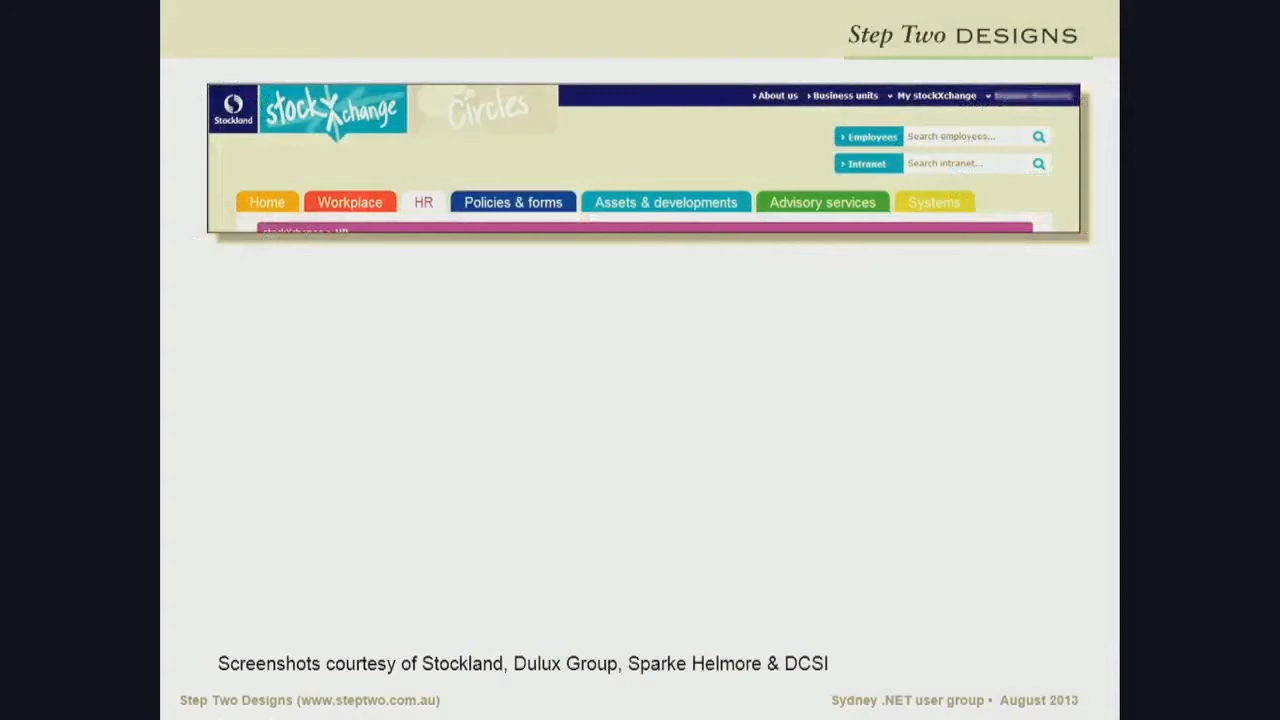 Step Two DESIGNS
Stockland
stockXchange
Circles
About us
Business units
My stockXchange
Employees
Search employees...
Intranet
Search intranet...
Home
Workplace
HR
Policies & forms
Assets & developments
Advisory services
Systems
stockXchange > HR
Screenshots courtesy of Stockland, Dulux Group, Sparke Helmore & DCSI
Step Two Designs (www.steptwo.com.au)
Sydney .NET user group • August 2013